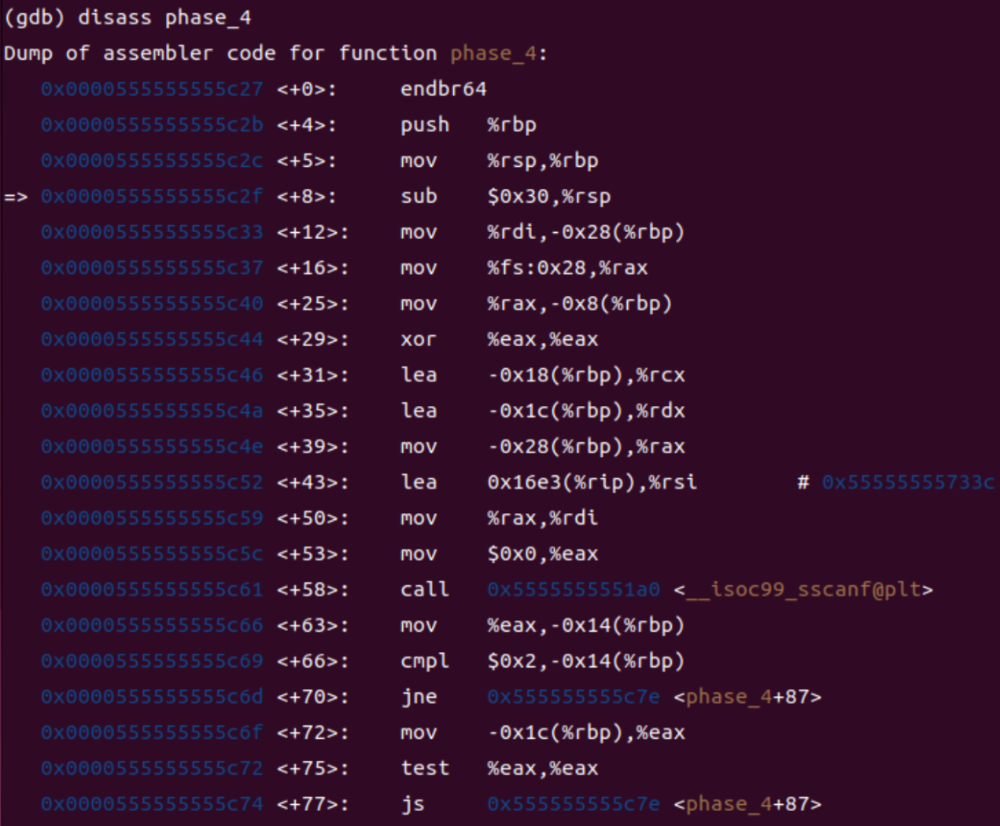 (gdb) disass phase_4
Dump of assembler code for function phase_4:
0x0000555555555c27 <+0>: endbr64
0x0000555555555c2b <+4>: push %rbp
0x0000555555555c2c <+5>: mov %rsp,%rbp
=> 0x0000555555555c2f <+8>: sub $0x30,%rsp
0x0000555555555c33 <+12>: mov %rdi,-0x28(%rbp)
0x0000555555555c37 <+16>: mov %fs:0x28,%rax
0x0000555555555c40 <+25>: mov %rax,-0x8(%rbp)
0x0000555555555c44 <+29>: xor %eax,%eax
0x0000555555555c46 <+31>: lea -0x18(%rbp),%rcx
0x0000555555555c4a <+35>: lea -0x1c(%rbp),%rdx
0x0000555555555c4e <+39>: mov -0x28(%rbp),%rax
0x0000555555555c52 <+43>: lea 0x16e3(%rip),%rsi # 0x55555555733c
0x0000555555555c59 <+50>: mov %rax,%rdi
0x0000555555555c5c <+53>: mov $0x0,%eax
0x0000555555555c61 <+58>: call 0x5555555551a0 <__isoc99_sscanf@plt>
0x0000555555555c66 <+63>: mov %eax,-0x14(%rbp)
0x0000555555555c69 <+66>: cmpl $0x2,-0x14(%rbp)
0x0000555555555c6d <+70>: jne 0x555555555c7e <phase_4+87>
0x0000555555555c6f <+72>: mov -0x1c(%rbp),%eax
0x0000555555555c72 <+75>: test %eax,%eax
0x0000555555555c74 <+77>: js 0x555555555c7e <phase_4+87>